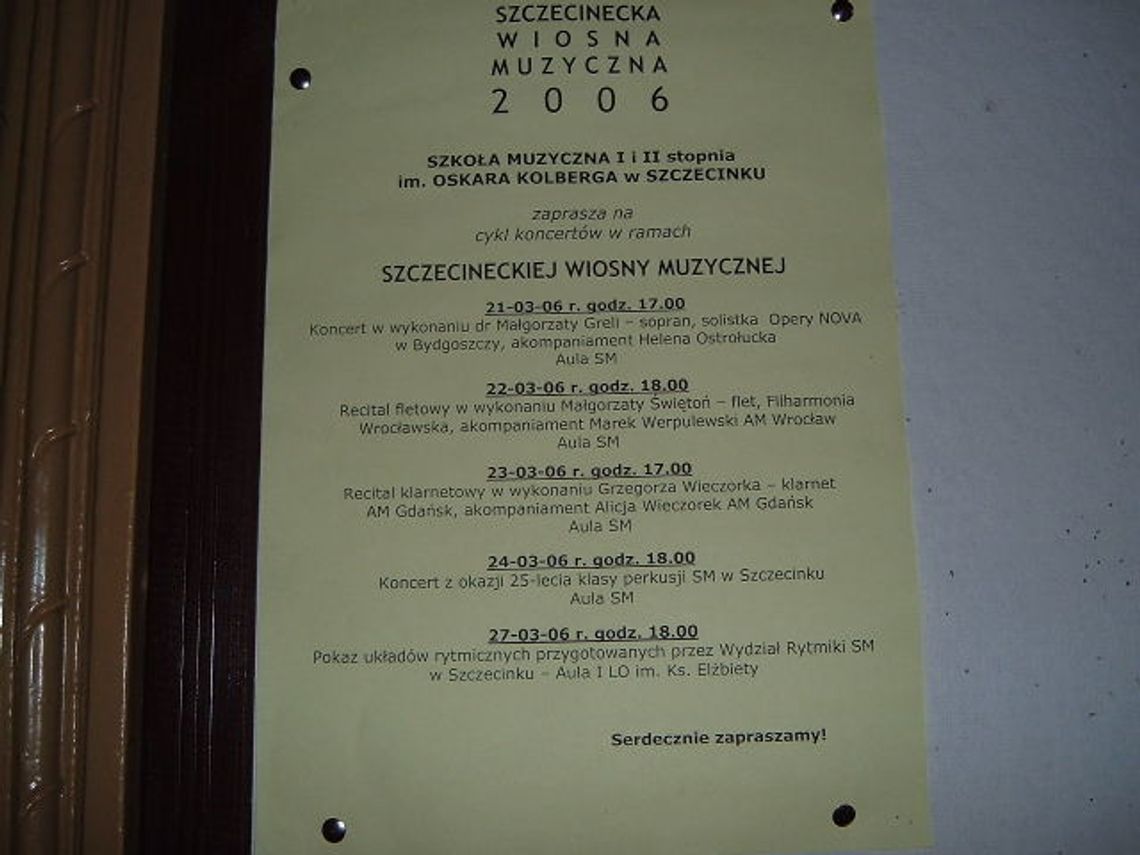 SZCZECINECKA
WIOSNA
MUZYCZNA
2006
SZKOŁA MUZYCZNA I i II stopnia
im. OSKARA KOLBERGA w SZCZECINKU
zaprasza na
cykl koncertów w ramach
SZCZECINECKIEJ WIOSNY MUZYCZNEJ
21-03-06 r. godz. 17.00
Koncert w wykonaniu dr Małgorzaty Greli – sopran, solistka Opery NOVA
w Bydgoszczy, akompaniament Helena Ostrołucka
Aula SM
22-03-06 r. godz. 18.00
Recital fletowy w wykonaniu Małgorzaty Świętoń – flet, Filharmonia
Wrocławska, akompaniament Marek Werpulewski AM Wrocław
Aula SM
23-03-06 r. godz. 17.00
Recital klarnetowy w wykonaniu Grzegorza Wieczorka – klarnet
AM Gdańsk, akompaniament Alicja Wieczorek AM Gdańsk
Aula SM
24-03-06 r. godz. 18.00
Koncert z okazji 25-lecia klasy perkusji SM w Szczecinku
Aula SM
27-03-06 r. godz. 18.00
Pokaz układów rytmicznych przygotowanych przez Wydział Rytmiki SM
w Szczecinku – Aula I LO im. Ks. Elżbiety
Serdecznie zapraszamy!